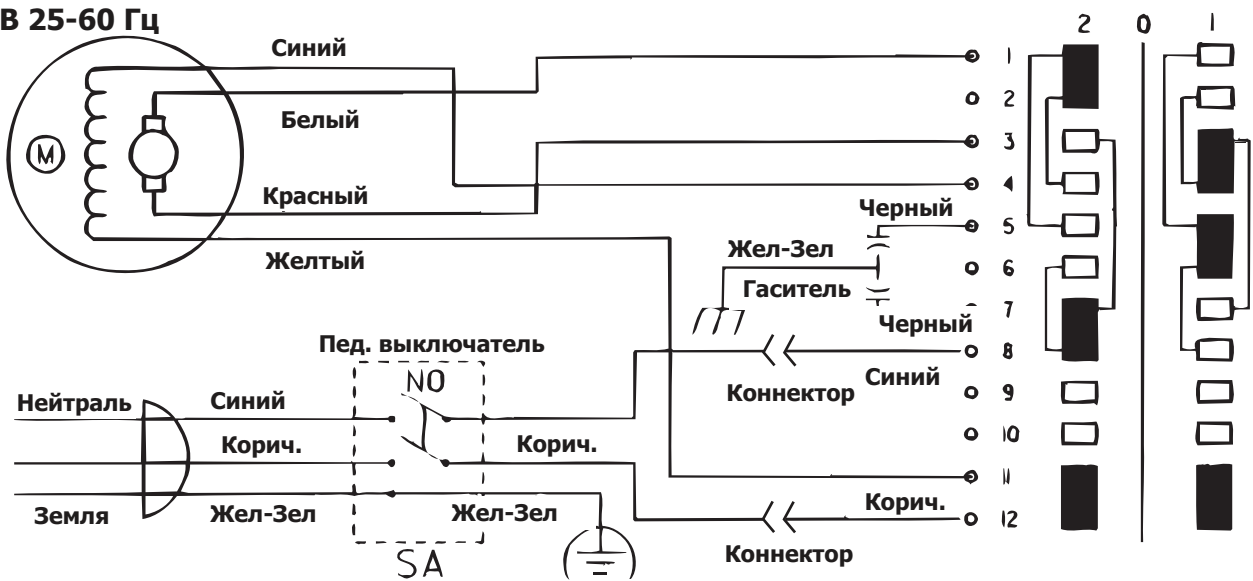 В 25-60 Гц
2 0 1
Синий
1
2
Белый
3
M
Красный
4
Черный
5
Жел-Зел
Желтый
6
Гаситель
7
Черный
Пед. выключатель
8
NO
Синий
Коннектор
Нейтраль
Синий
9
Корич.
Корич.
10
11
Корич.
Земля
Жел-Зел
Жел-Зел
12
Коннектор
SA